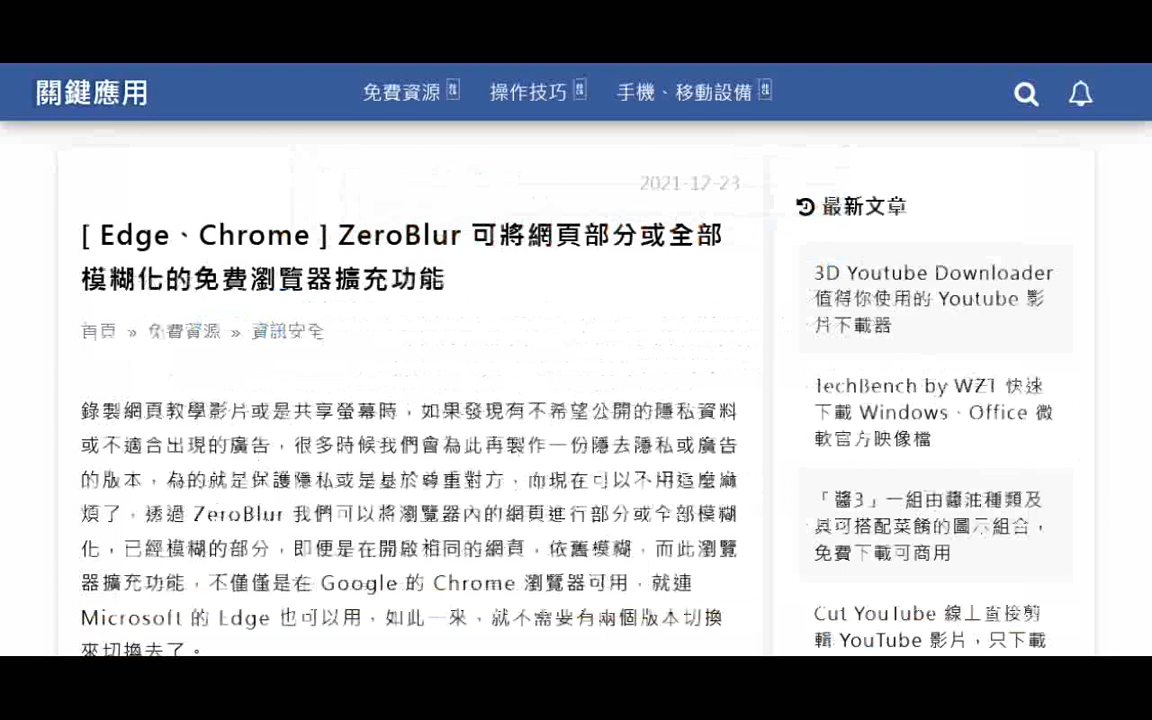 關鍵應用
免費資源
操作技巧
手機、移動設備
2021-12-23
[ Edge、Chrome ] ZeroBlur 可將網頁部分或全部
模糊化的免費瀏覽器擴充功能
首頁 » 免費資源 » 資訊安全
錄製網頁教學影片或是共享螢幕時，如果發現有不希望公開的隱私資料
或不適合出現的廣告，很多時候我們會為此再製作一份隱去隱私或廣告
的版本，為的就是保護隱私或是基於尊重對方，而現在可以不用這麼麻
煩了，透過 ZeroBlur 我們可以將瀏覽器內的網頁進行部分或全部模糊
化，已經模糊的部分，即便是在開啟相同的網頁，依舊模糊，而此瀏覽
器擴充功能，不僅僅是在 Google 的 Chrome 瀏覽器可用，就連
Microsoft 的 Edge 也可以用，如此一來，就不需要有兩個版本切換
來切換去了。
最新文章
3D Youtube Downloader
值得你使用的 Youtube 影
片下載器
TechBench by WZT 快速
下載 Windows、Office 微
軟官方映像檔
「醬3」一組由醬油種類及
其可搭配菜餚的圖示組合，
免費下載可商用
Cut YouTube 線上直接剪
輯 YouTube 影片，只下載